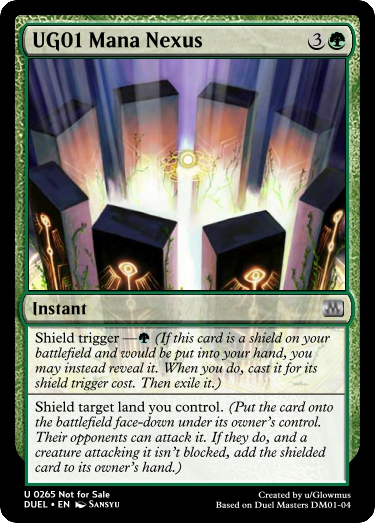 UG01 Mana Nexus 3
Instant
Shield trigger — (If this card is a shield on your
battlefield and would be put into your hand, you
may instead reveal it. When you do, cast it for its
shield trigger cost. Then exile it.)
Shield target land you control. (Put the card onto
the battlefield face-down under its owner's control.
Their opponents can attack it. If they do, and a
creature attacking it isn't blocked, add the shielded
card to its owner's hand.)
U 0265 Not for Sale
DUEL • EN SANSYU
Created by u/Glowmus
Based on Duel Masters DM01-04